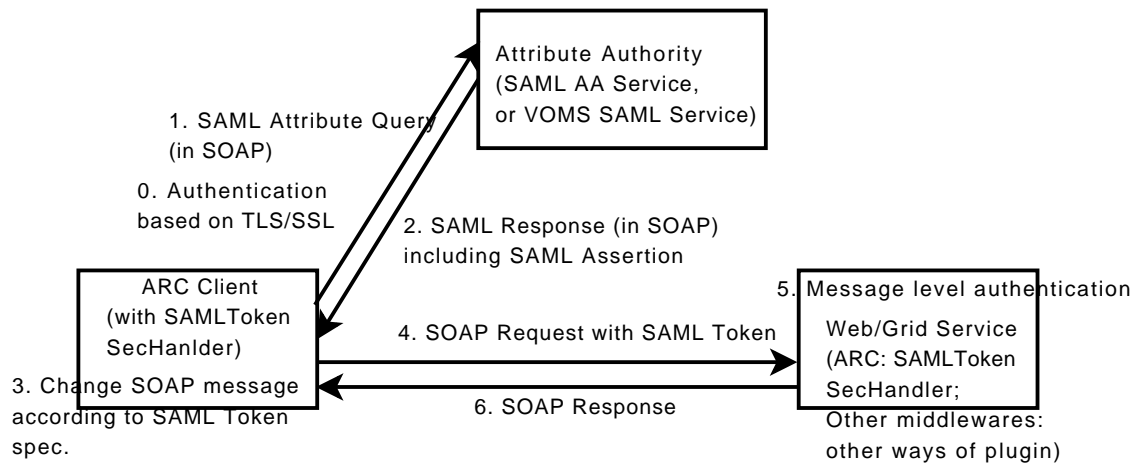 Attribute Authority
(SAML AA Service,
or VOMS SAML Service)
1. SAML Attribute Query
(in SOAP)
0. Authentication
based on TLS/SSL
2. SAML Response (in SOAP)
including SAML Assertion
ARC Client
(with SAMLToken
SecHanlder)
3. Change SOAP message
according to SAML Token
spec.
4. SOAP Request with SAML Token
6. SOAP Response
5. Message level authentication
Web/Grid Service
(ARC: SAMLToken
SecHandler;
Other middlewares:
other ways of plugin)